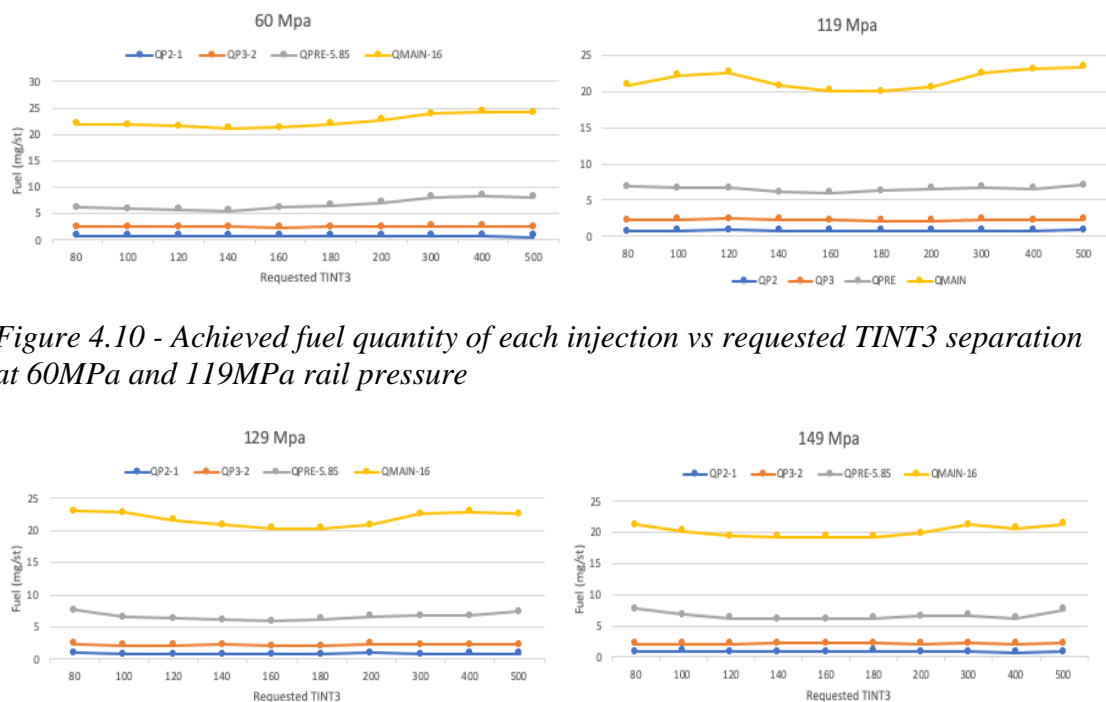 60 Mpa
QP2-1 QP3-2 QPRE-5.85 QMAIN-16
30
25
20
15
10
5
0
Fuel (mg/st)
80 100 120 140 160 180 200 300 400 500
Requested TINT3
119 Mpa
25
20
15
10
5
0
80 100 120 140 160 180 200 300 400 500
QP2 QP3 QPRE QMAIN
Figure 4.10 - Achieved fuel quantity of each injection vs requested TINT3 separation
at 60MPa and 119MPa rail pressure
129 Mpa
QP2-1 QP3-2 QPRE-5.85 QMAIN-16
25
20
15
10
5
0
Fuel (mg/st)
80 100 120 140 160 180 200 300 400 500
Requested TINT3
149 Mpa
QP2-1 QP3-2 QPRE-5.85 QMAIN-16
25
20
15
10
5
0
Fuel (mg/st)
80 100 120 140 160 180 200 300 400 500
Requested TINT3